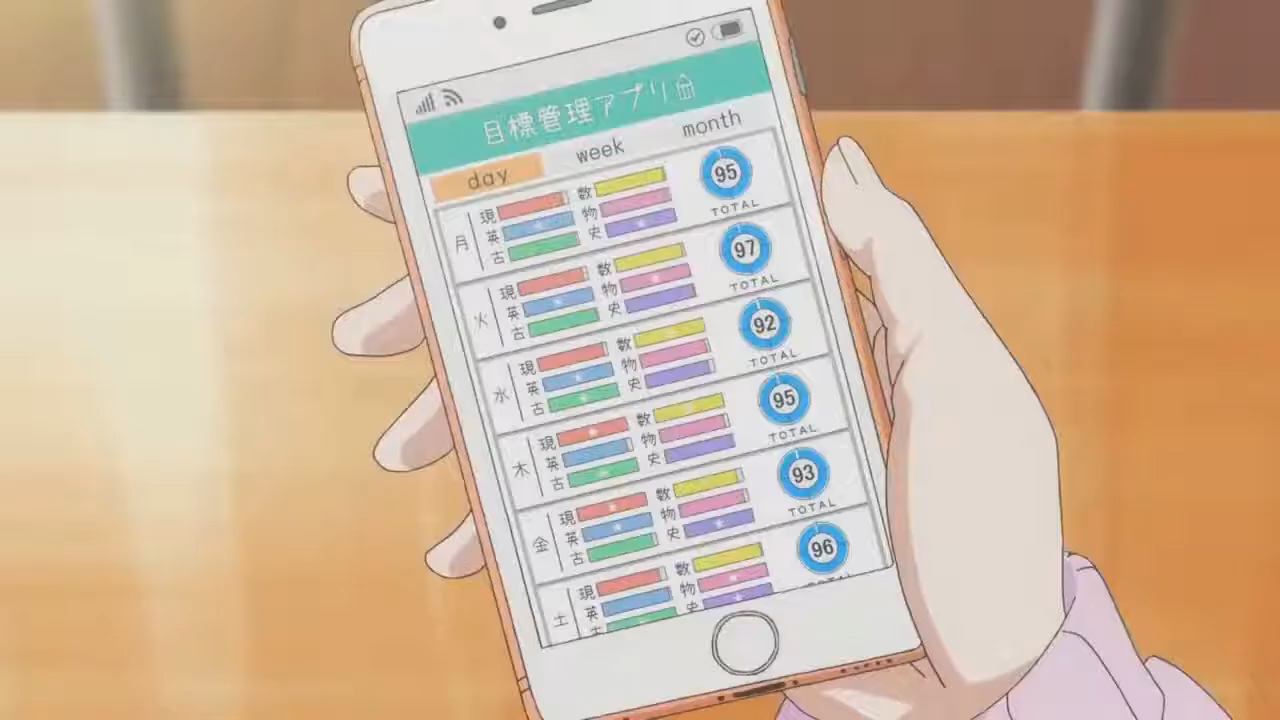 目標管理アプリ
day week month
月 現 数 95
英 物
古 史 TOTAL
火 現 数 97
英 物
古 史 TOTAL
水 現 数 92
英 物
古 史 TOTAL
木 現 数 95
英 物
古 史 TOTAL
金 現 数 93
英 物
古 史 TOTAL
土 現 数 96
英 物